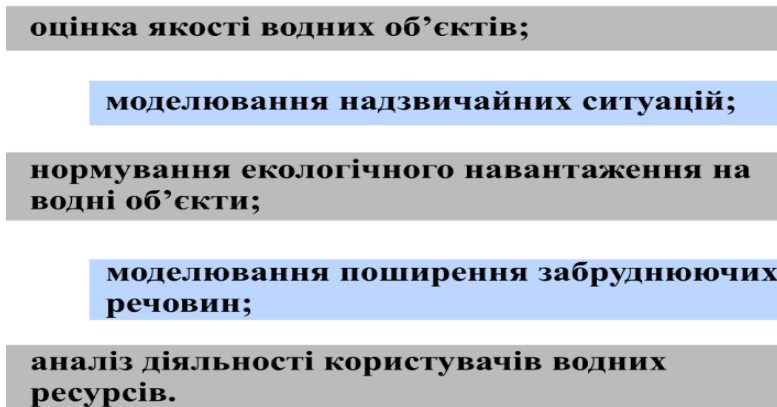 оцінка якості водних об’єктів;
моделювання надзвичайних ситуацій;
нормування екологічного навантаження на
водні об’єкти;
моделювання поширення забруднюючих
речовин;
аналіз діяльності користувачів водних
ресурсів.